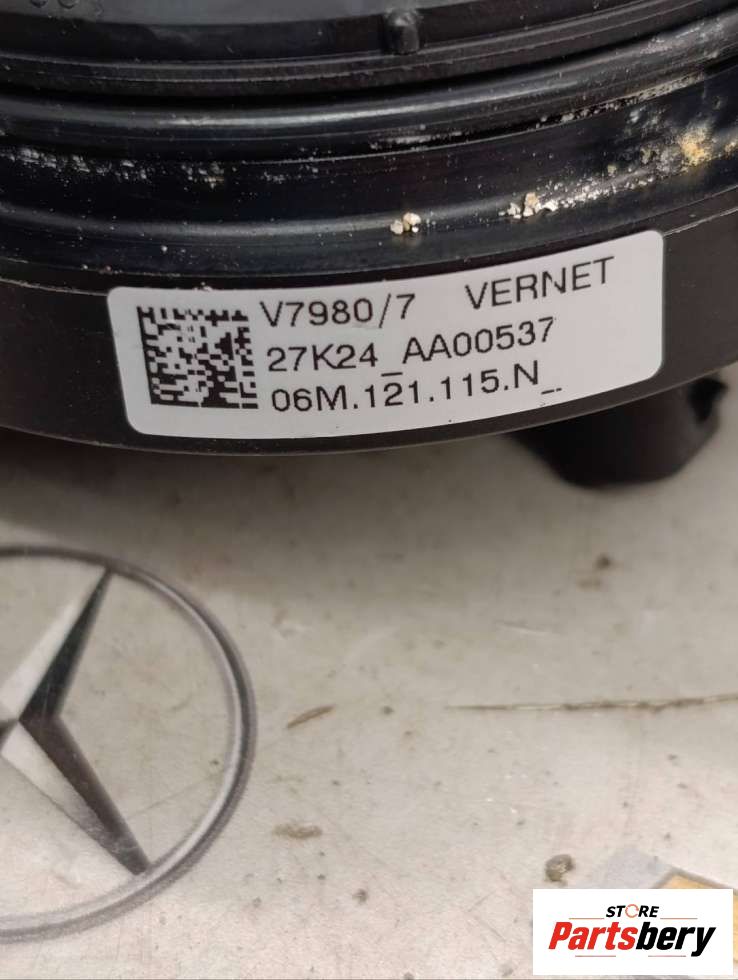 V7980/7 VERNET
27K24_AA00537
06M.121.115.N_.
STORE
Partsbery